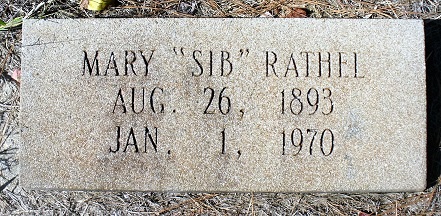 MARY "SIB" RATHEL
AUG. 26, 1893
JAN. 1, 1970